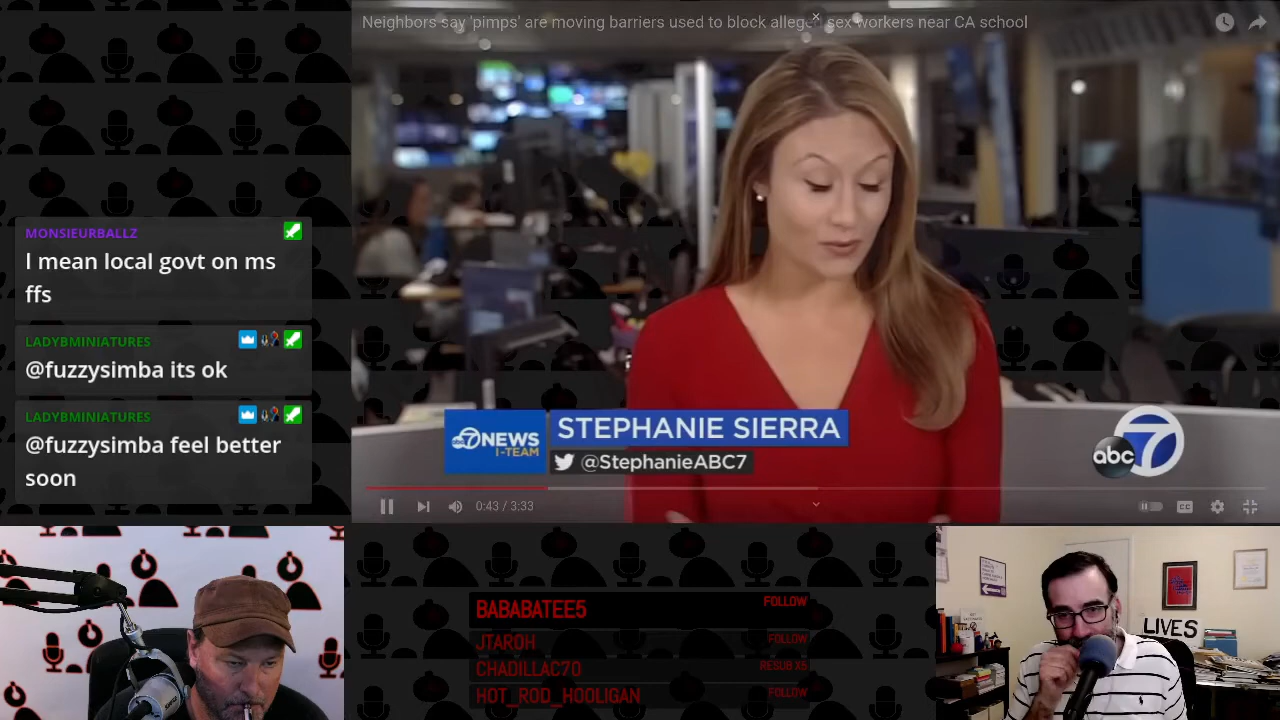 Neighbors say 'pimps' are moving barriers used to block alleged sex workers near CA school
MONSIEURBALLZ
I mean local govt on ms
ffs
LADYBMINIATURES
@fuzzysimba its ok
LADYBMINIATURES
@fuzzysimba feel better
soon
7NEWS
I-TEAM
STEPHANIE SIERRA
@StephanieABC7
abc 7
0:43 / 3:33
CC
BABABATEE5 FOLLOW
JTAROH FOLLOW
CHADILLAC70 RESUB X5
HOT_ROD_HOOLIGAN FOLLOW
LIVES